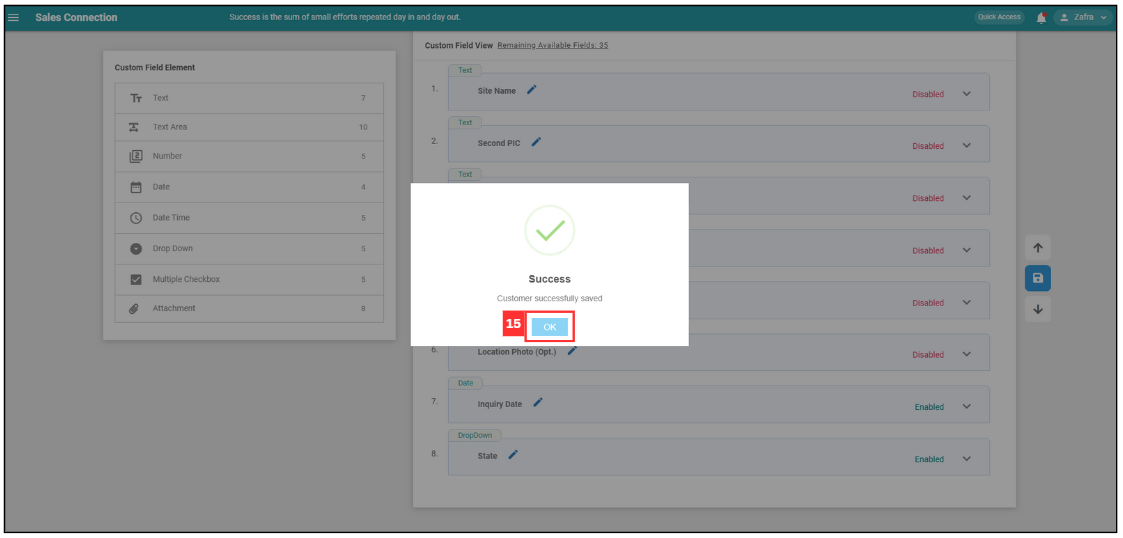 Sales Connection
Success is the sum of small efforts repeated day in and day out.
Quick Access
Zafra
Custom Field Element
Text 7
Text Area 10
Number 5
Date 4
Date Time 5
Drop Down 5
Multiple Checkbox 5
Attachment 8
Custom Field View Remaining Available Fields: 35
Text
1. Site Name Disabled
Text
2. Second PIC Disabled
Text
Disabled
Disabled
Disabled
Success
Customer successfully saved
15 OK
6. Location Photo (Opt.) Disabled
Date
7. Inquiry Date Enabled
DropDown
8. State Enabled